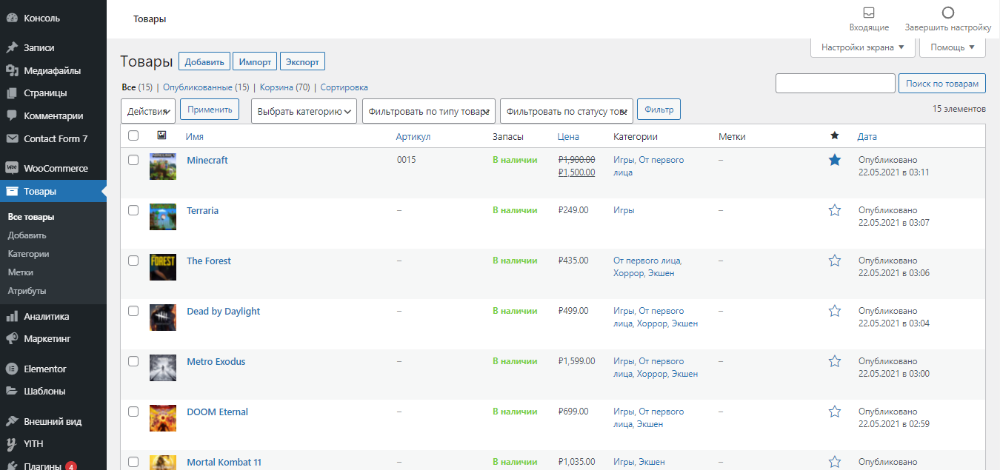 Консоль
Записи
Медиафайлы
Страницы
Комментарии
Contact Form 7
WooCommerce
Товары
Все товары
Добавить
Категории
Метки
Атрибуты
Аналитика
Маркетинг
Elementor
Шаблоны
Внешний вид
YITH
Плагины 4
Товары
Входящие
Завершить настройку
Настройки экрана
Помощь
Товары Добавить Импорт Экспорт
Все (15) | Опубликованные (15) | Корзина (70) | Сортировка
Поиск по товарам
Действия Применить Выбрать категорию Фильтровать по типу товара Фильтровать по статусу тов Фильтр
15 элементов
Имя Артикул Запасы Цена Категории Метки Дата
Minecraft 0015 В наличии ₽1,900.00 Игры, От первого – Опубликовано
₽1,500.00 лица 22.05.2021 в 03:11
Terraria – В наличии ₽249.00 Игры – Опубликовано
22.05.2021 в 03:07
FOREST
The Forest – В наличии ₽435.00 От первого лица, – Опубликовано
Хоррор, Экшен 22.05.2021 в 03:06
Dead by Daylight – В наличии ₽499.00 Игры, От первого – Опубликовано
лица, Хоррор, Экшен 22.05.2021 в 03:04
Metro Exodus – В наличии ₽1,599.00 Игры, От первого – Опубликовано
лица, Хоррор, Экшен 22.05.2021 в 03:00
DOOM Eternal – В наличии ₽699.00 Игры, От первого – Опубликовано
лица, Экшен 22.05.2021 в 02:59
Mortal Kombat 11 – В наличии ₽1,035.00 Игры, Экшен – Опубликовано